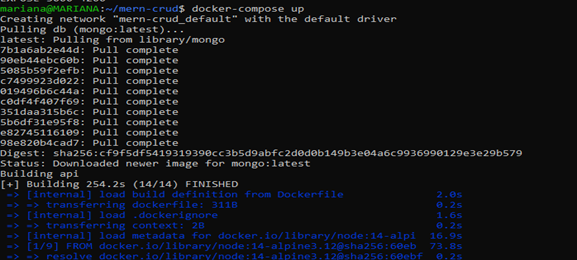 mariana@MARIANA:~/mern-crud$ docker-compose up
Creating network "mern-crud_default" with the default driver
Pulling db (mongo:latest)...
latest: Pulling from library/mongo
7b1a6ab2e44d: Pull complete
90eb44ebc60b: Pull complete
5085b59f2efb: Pull complete
c7499923d022: Pull complete
019496b6c44a: Pull complete
c0df4f407f69: Pull complete
351daa315b6c: Pull complete
5b6df31e95f8: Pull complete
e82745116109: Pull complete
98e820b4cad7: Pull complete
Digest: sha256:cf9f5df5419319390cc3b5d9abfc2d0d0b149b3e04a6c9936990129e3e29b579
Status: Downloaded newer image for mongo:latest
Building api
[+] Building 254.2s (14/14) FINISHED
=> [internal] load build definition from Dockerfile 2.0s
=> => transferring dockerfile: 311B 0.2s
=> [internal] load .dockerignore 1.6s
=> => transferring context: 2B 0.2s
=> [internal] load metadata for docker.io/library/node:14-alpi 16.9s
=> [1/9] FROM docker.io/library/node:14-alpine3.12@sha256:60eb 73.8s
=> => resolve docker.io/library/node:14-alpine3.12@sha256:60ebf 0.2s